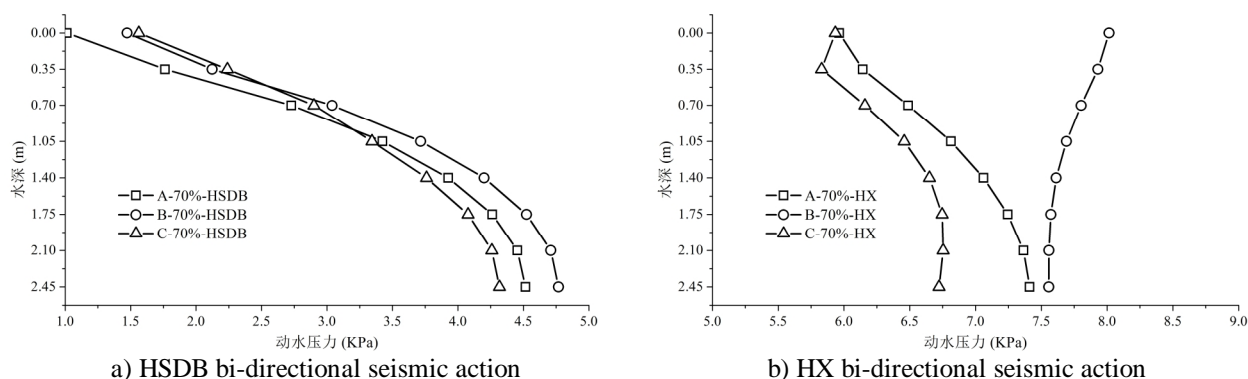 0.00
0.35
0.70
1.05
1.40
1.75
2.10
2.45
水深 (m)
A-70%-HSDB
B-70%-HSDB
C-70%-HSDB
1.0 1.5 2.0 2.5 3.0 3.5 4.0 4.5 5.0
动水压力 (KPa)
a) HSDB bi-directional seismic action
0.00
0.35
0.70
1.05
1.40
1.75
2.10
2.45
水深 (m)
A-70%-HX
B-70%-HX
C-70%-HX
5.0 5.5 6.0 6.5 7.0 7.5 8.0 8.5 9.0
动水压力 (KPa)
b) HX bi-directional seismic action